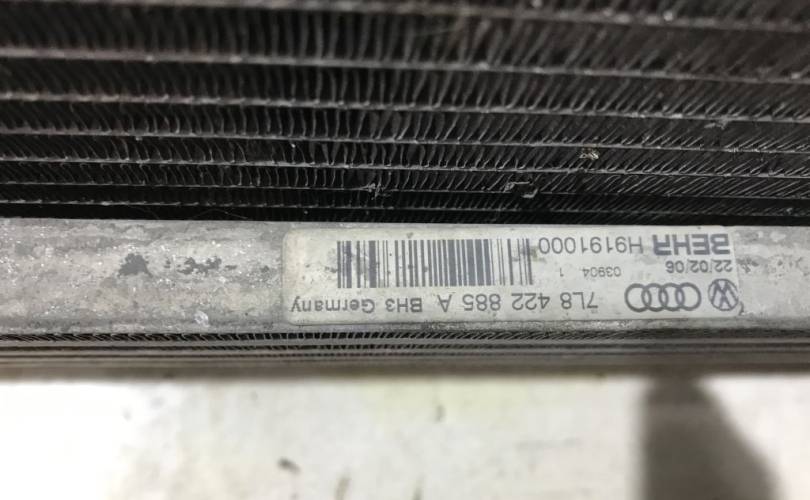 7L8 422 885 A BH3 Germany
22/02/06 03904 1
BEHR H9191000